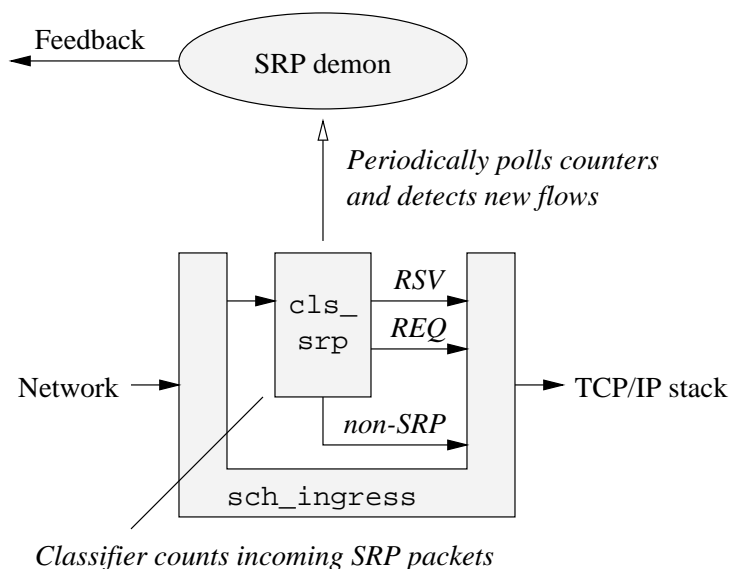 Feedback
SRP demon
Periodically polls counters
and detects new flows
RSV
cls_
srp
REQ
Network
TCP/IP stack
non-SRP
sch_ingress
Classifier counts incoming SRP packets